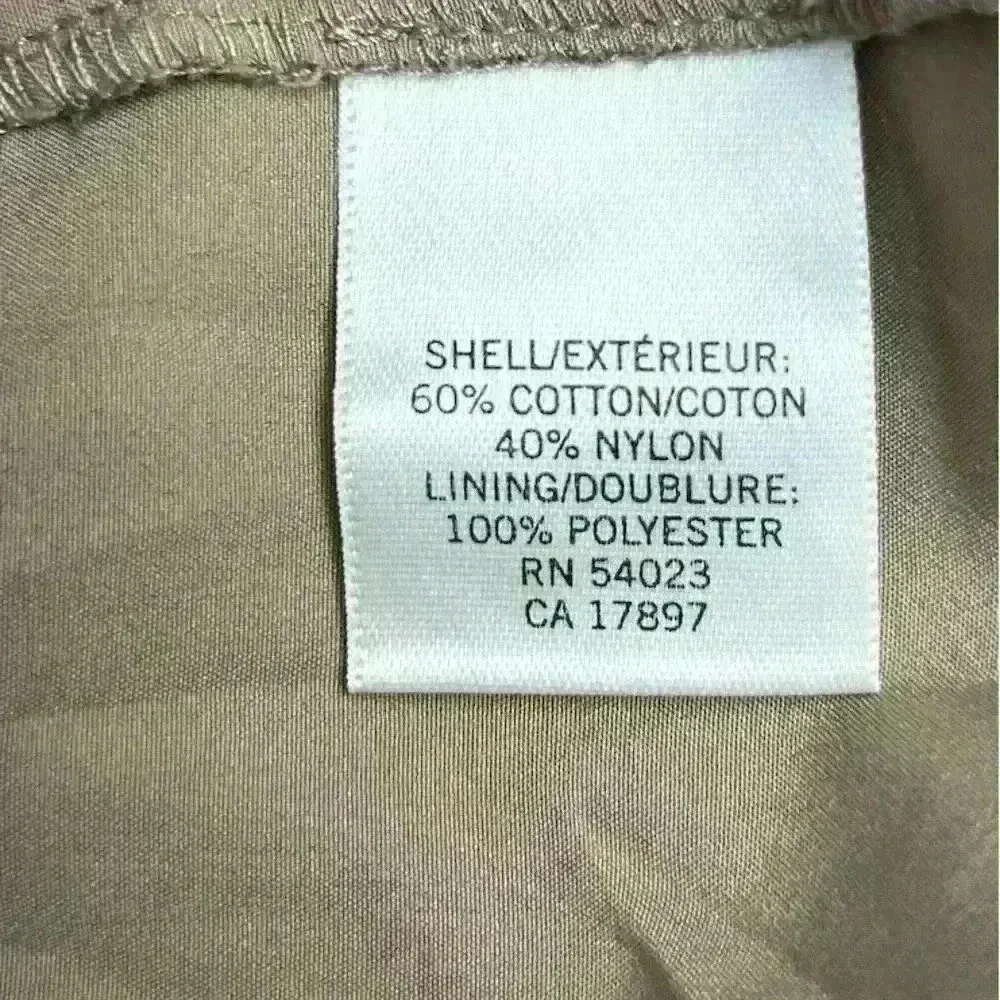 SHELL/EXTÉRIEUR:
60% COTTON/COTON
40% NYLON
LINING/DOUBLURE:
100% POLYESTER
RN 54023
CA 17897